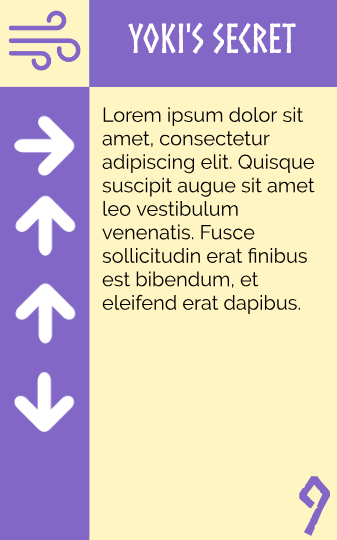 YOKI'S SECRET
Lorem ipsum dolor sit
amet, consectetur
adipiscing elit. Quisque
suscipit augue sit amet
leo vestibulum
venenatis. Fusce
sollicitudin erat finibus
est bibendum, et
eleifend erat dapibus.
9